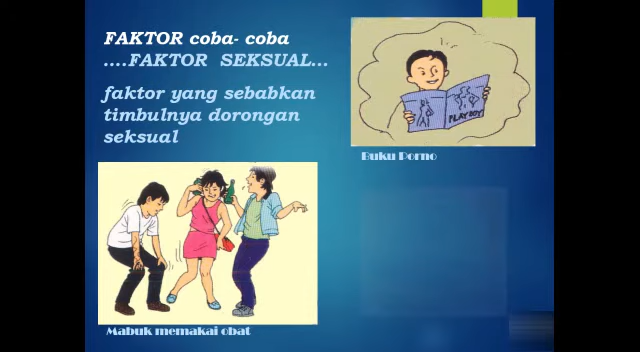 FAKTOR coba- coba
....FAKTOR SEKSUAL...
faktor yang sebabkan
timbulnya dorongan
seksual
PLAYBOY
Buku Porno
Mabuk memakai obat